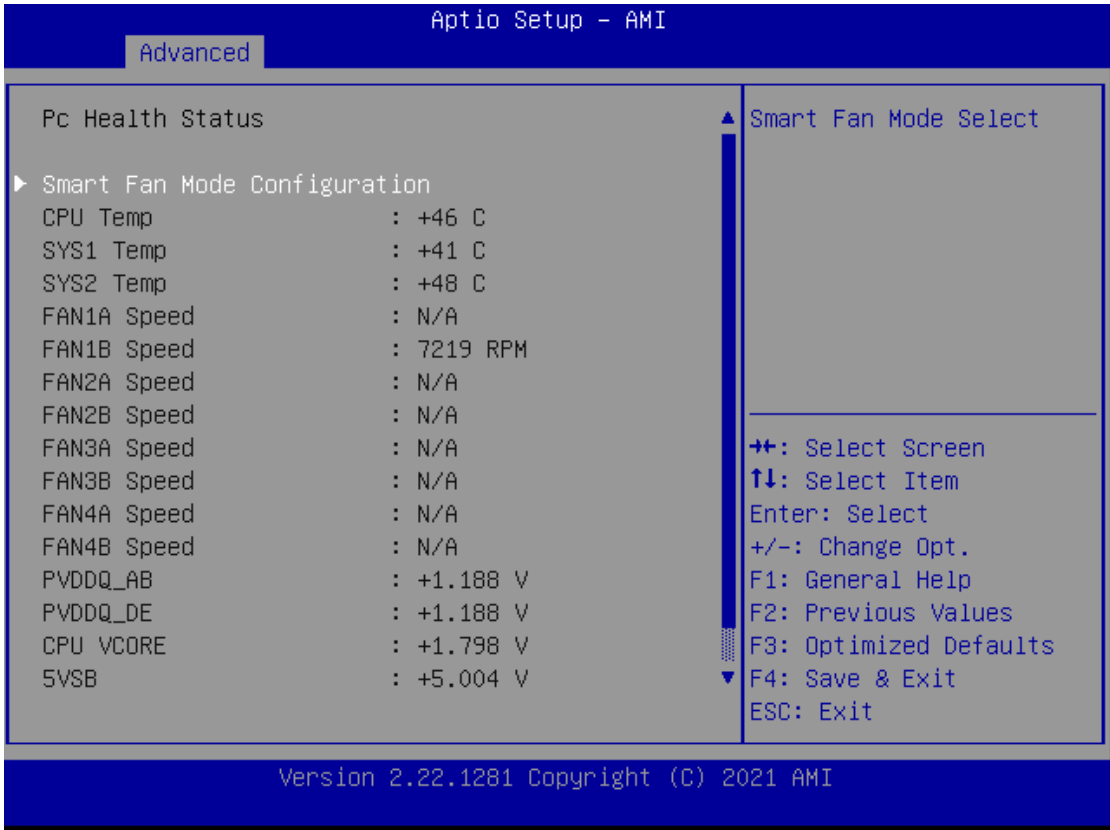 Aptio Setup – AMI
Advanced
Pc Health Status
Smart Fan Mode Configuration
CPU Temp : +46 C
SYS1 Temp : +41 C
SYS2 Temp : +48 C
FAN1A Speed : N/A
FAN1B Speed : 7219 RPM
FAN2A Speed : N/A
FAN2B Speed : N/A
FAN3A Speed : N/A
FAN3B Speed : N/A
FAN4A Speed : N/A
FAN4B Speed : N/A
PVDDQ_AB : +1.188 V
PVDDQ_DE : +1.188 V
CPU VCORE : +1.798 V
5VSB : +5.004 V
Smart Fan Mode Select
→←: Select Screen
↑↓: Select Item
Enter: Select
+/-: Change Opt.
F1: General Help
F2: Previous Values
F3: Optimized Defaults
F4: Save & Exit
ESC: Exit
Version 2.22.1281 Copyright (C) 2021 AMI